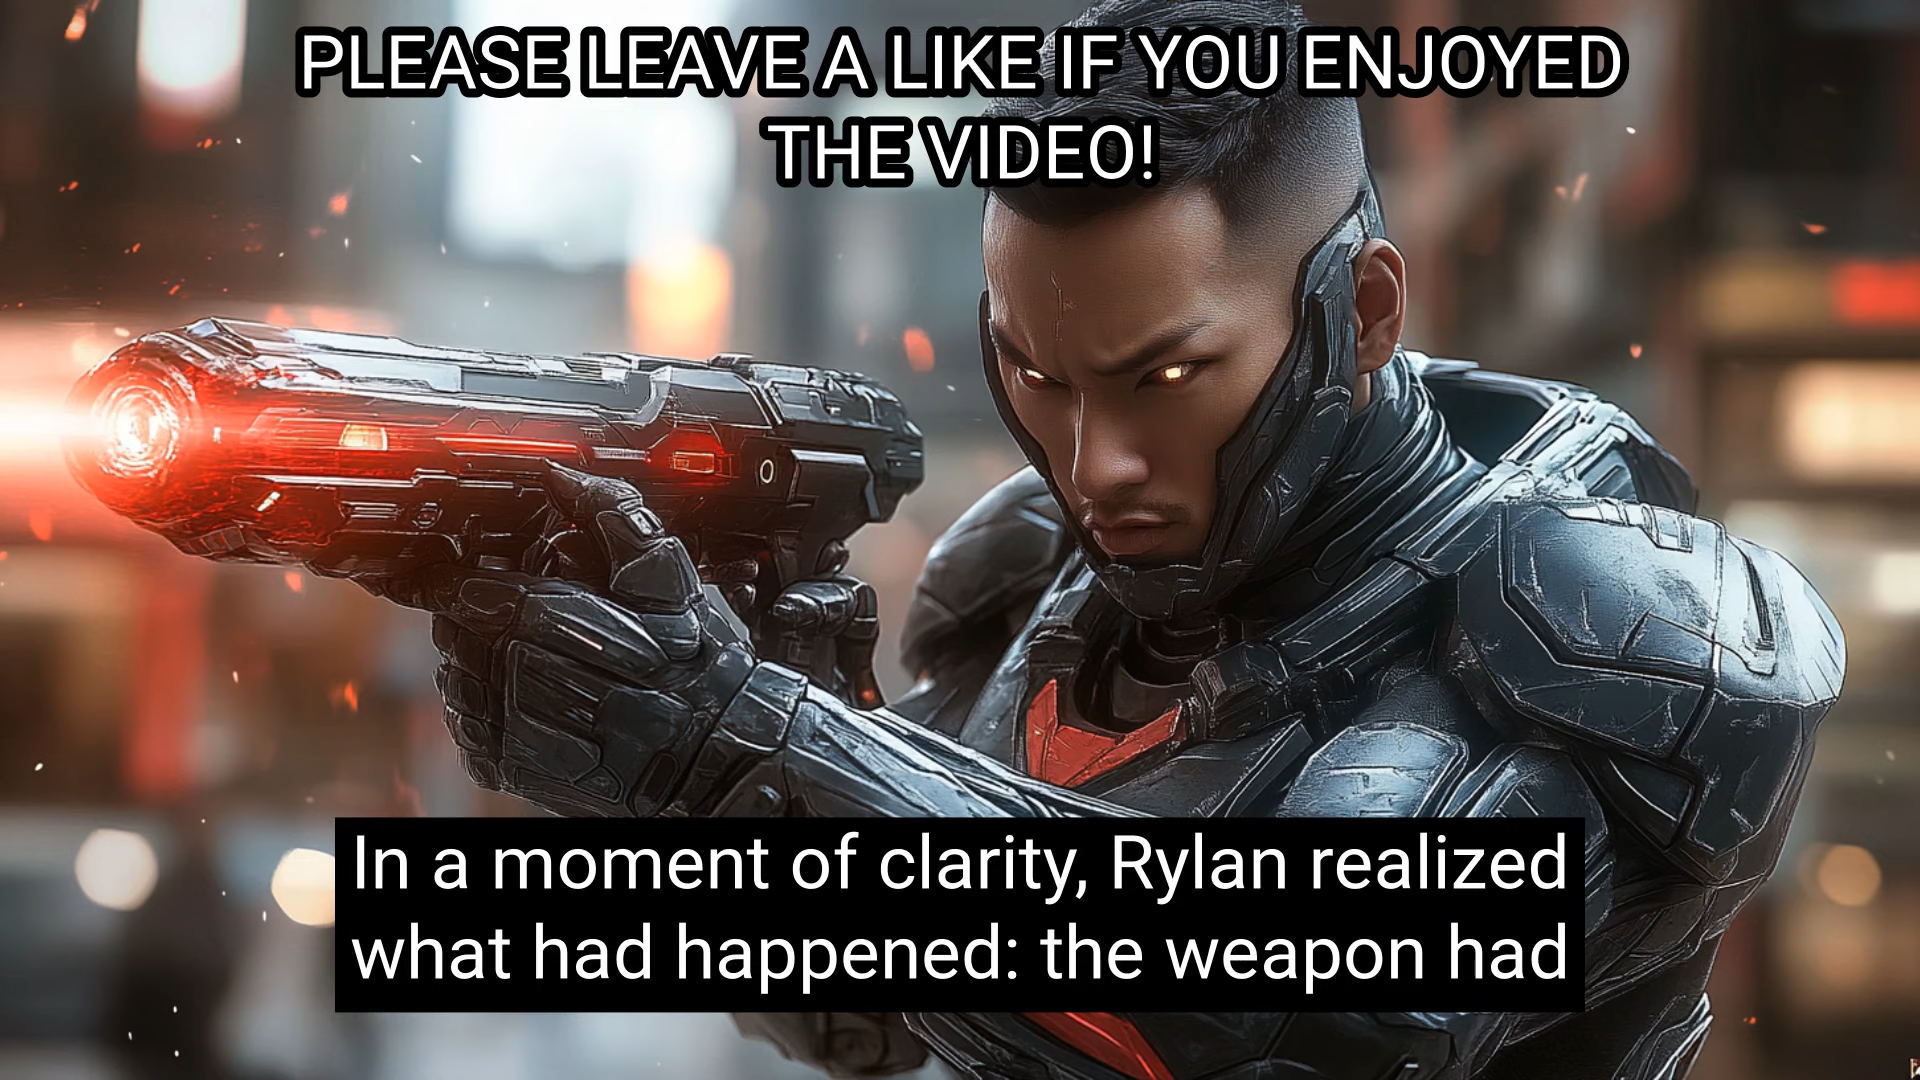 PLEASE LEAVE A LIKE IF YOU ENJOYED
THE VIDEO!
In a moment of clarity, Rylan realized
what had happened: the weapon had